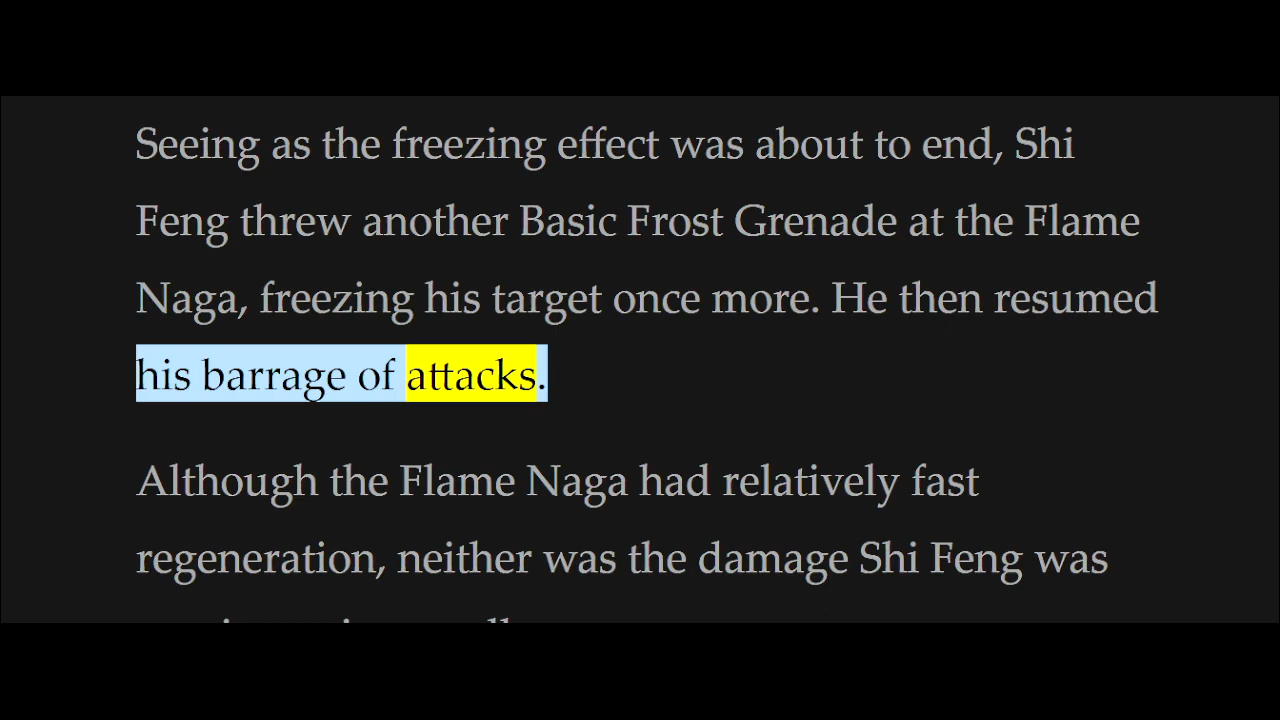 Seeing as the freezing effect was about to end, Shi
Feng threw another Basic Frost Grenade at the Flame
Naga, freezing his target once more. He then resumed
his barrage of attacks.
Although the Flame Naga had relatively fast
regeneration, neither was the damage Shi Feng was